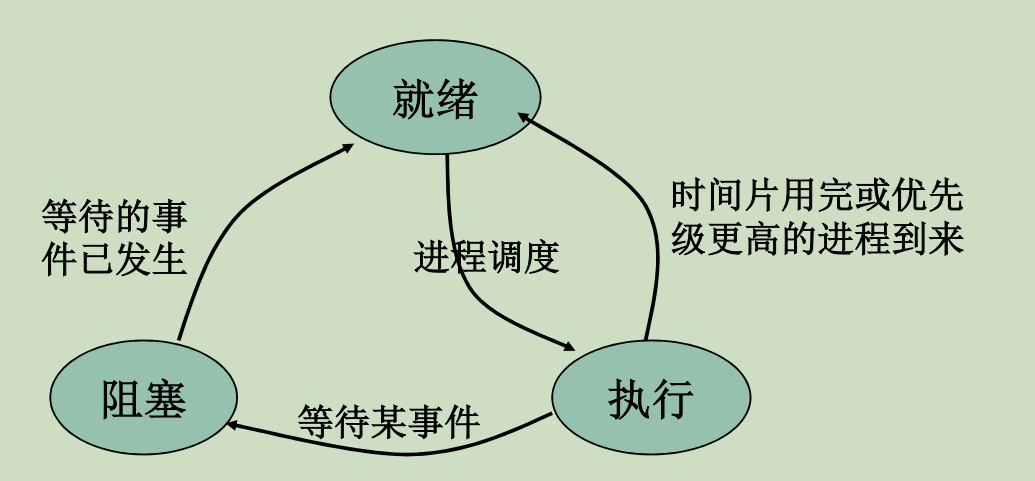 就绪
等待的事
件已发生
进程调度
时间片用完或优先
级更高的进程到来
阻塞
等待某事件
执行